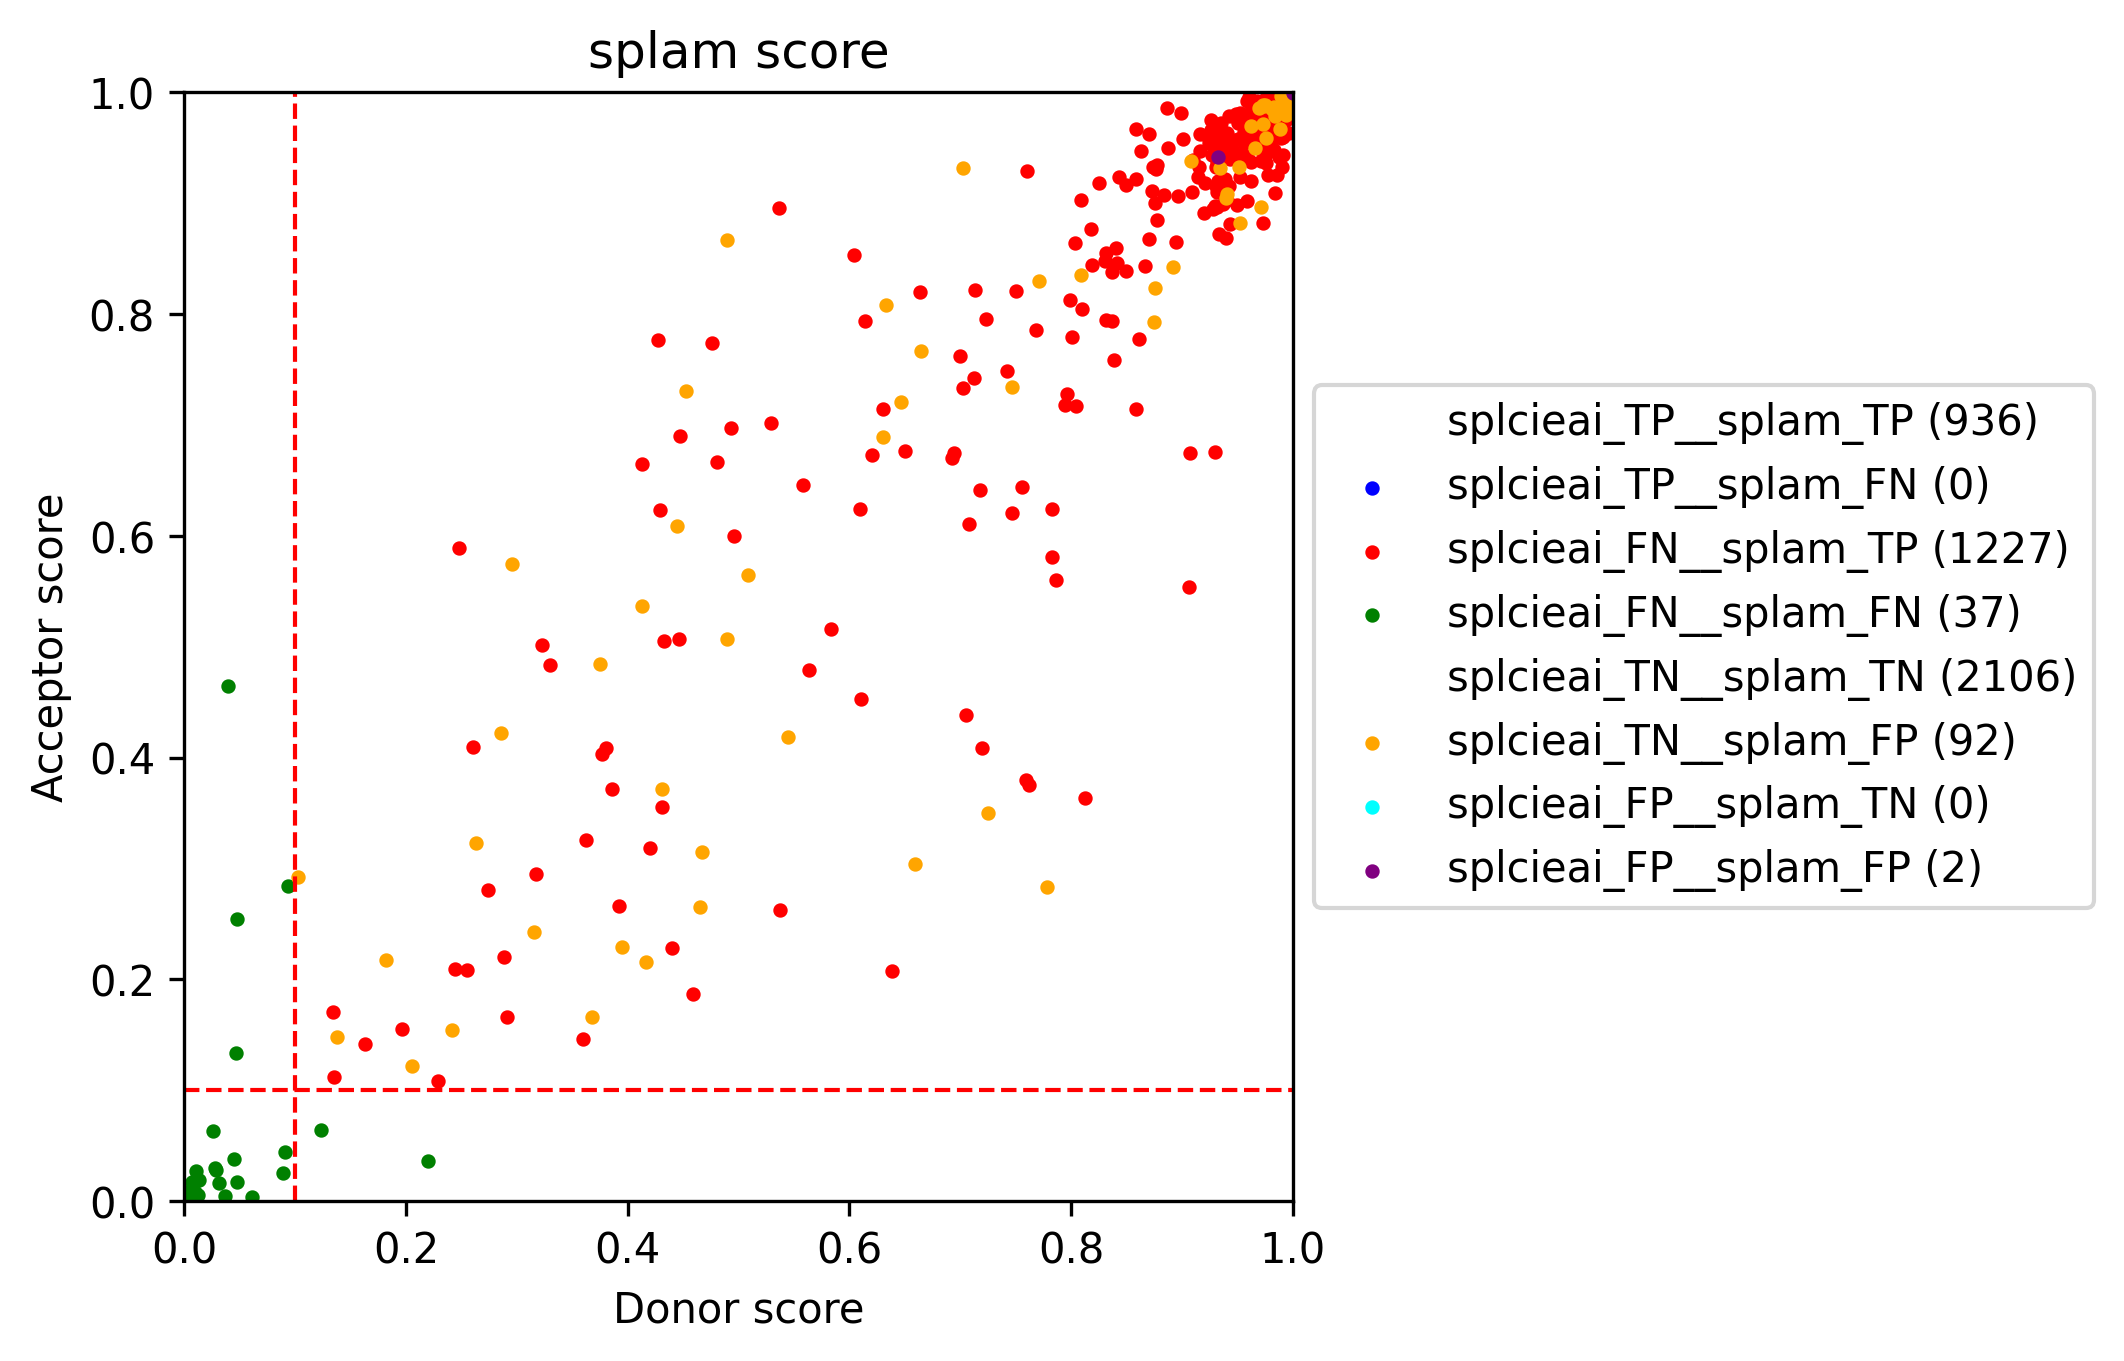 splam score
1.0
0.8
0.6
0.4
0.2
0.0
Acceptor score
0.0 0.2 0.4 0.6 0.8 1.0
Donor score
splcieai_TP__splam_TP (936)
splcieai_TP__splam_FN (0)
splcieai_FN__splam_TP (1227)
splcieai_FN__splam_FN (37)
splcieai_TN__splam_TN (2106)
splcieai_TN__splam_FP (92)
splcieai_FP__splam_TN (0)
splcieai_FP__splam_FP (2)